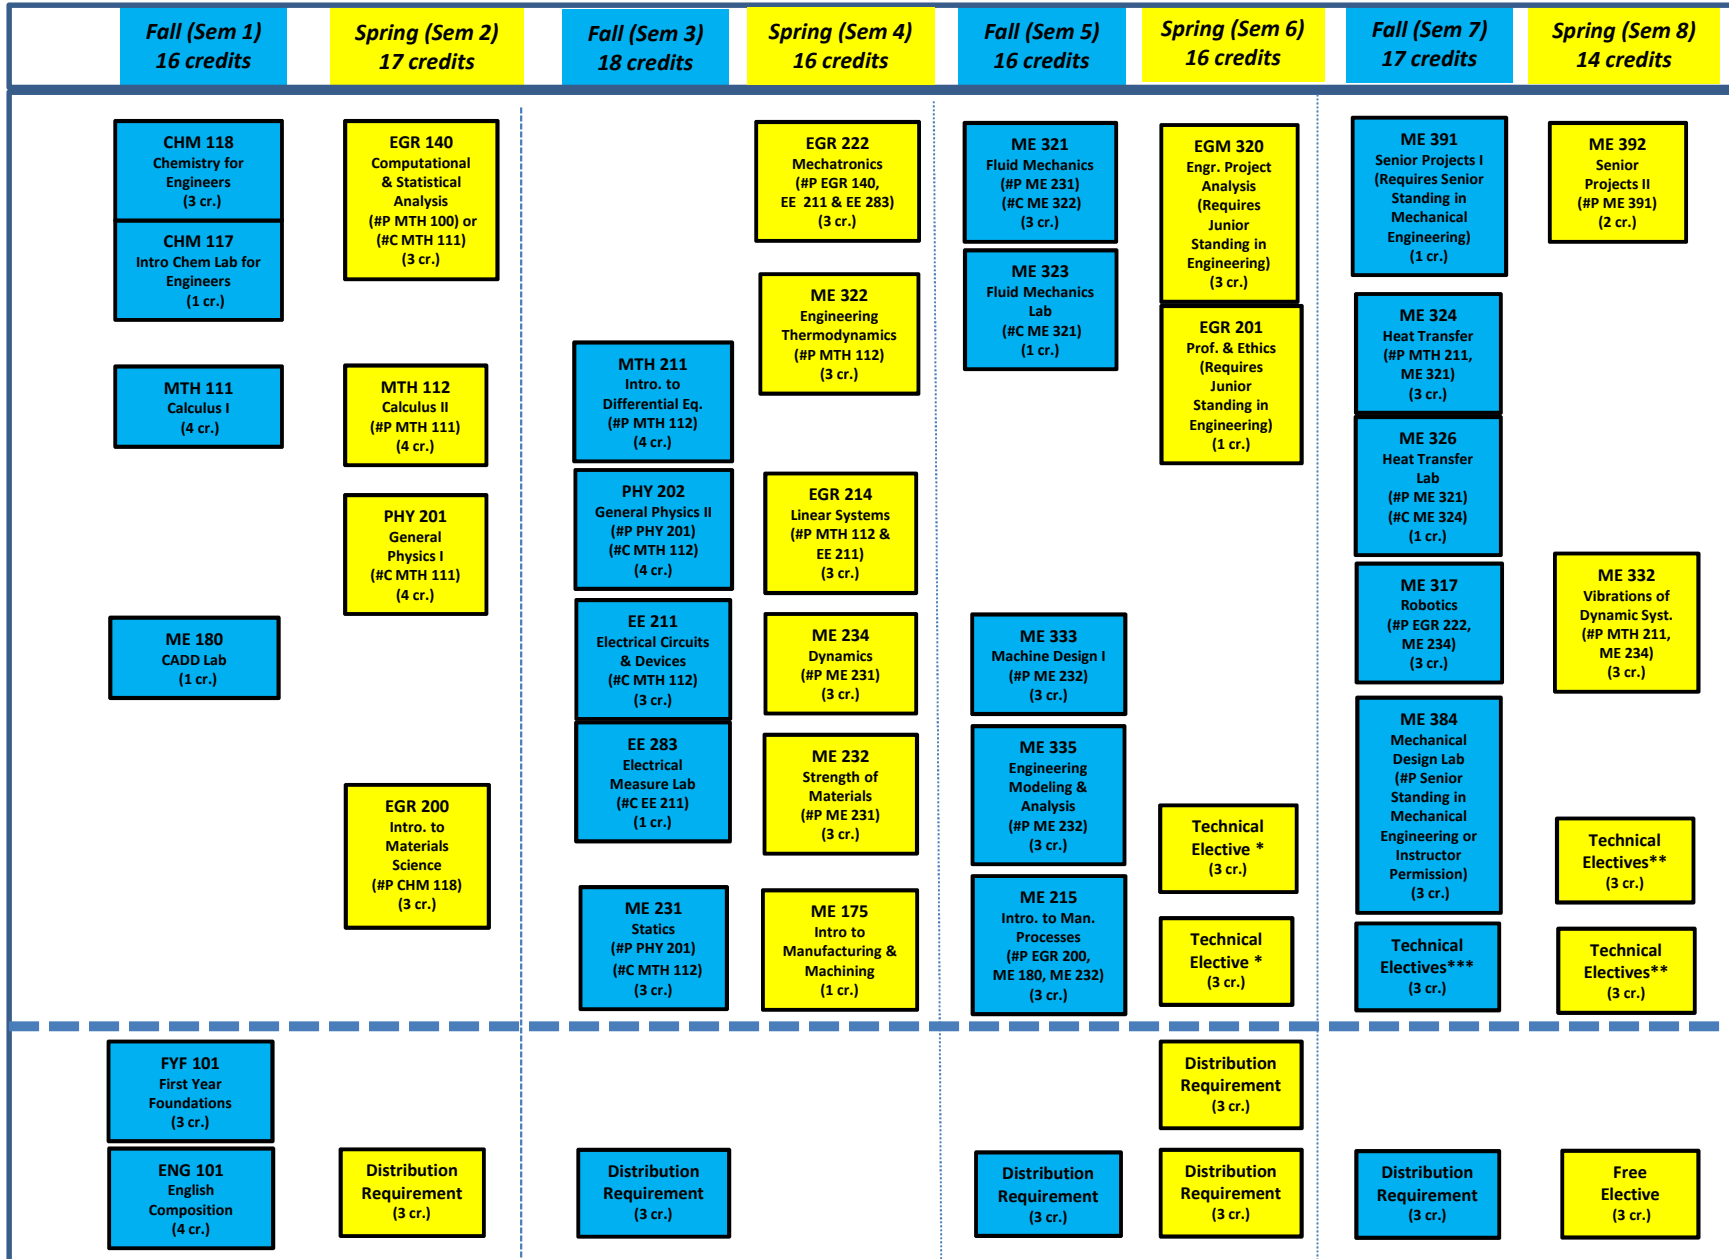 Fall (Sem 1)
16 credits
Spring (Sem 2)
17 credits
Fall (Sem 3)
18 credits
Spring (Sem 4)
16 credits
Fall (Sem 5)
16 credits
Spring (Sem 6)
16 credits
Fall (Sem 7)
17 credits
Spring (Sem 8)
14 credits
CHM 118
Chemistry for
Engineers
(3 cr.)
CHM 117
Intro Chem Lab for
Engineers
(1 cr.)
MTH 111
Calculus I
(4 cr.)
ME 180
CADD Lab
(1 cr.)
FYF 101
First Year
Foundations
(3 cr.)
ENG 101
English
Composition
(4 cr.)
EGR 140
Computational
& Statistical
Analysis
(#P MTH 100) or
(#C MTH 111)
(3 cr.)
MTH 112
Calculus II
(#P MTH 111)
(4 cr.)
PHY 201
General
Physics I
(#C MTH 111)
(4 cr.)
EGR 200
Intro. to
Materials
Science
(#P CHM 118)
(3 cr.)
Distribution
Requirement
(3 cr.)
MTH 211
Intro. to
Differential Eq.
(#P MTH 112)
(4 cr.)
PHY 202
General Physics II
(#P PHY 201)
(#C MTH 112)
(4 cr.)
EE 211
Electrical Circuits
& Devices
(#C MTH 112)
(3 cr.)
EE 283
Electrical
Measure Lab
(#C EE 211)
(1 cr.)
ME 231
Statics
(#P PHY 201)
(#C MTH 112)
(3 cr.)
Distribution
Requirement
(3 cr.)
EGR 222
Mechatronics
(#P EGR 140,
EE 211 & EE 283)
(3 cr.)
ME 322
Engineering
Thermodynamics
(#P MTH 112)
(3 cr.)
EGR 214
Linear Systems
(#P MTH 112 &
EE 211)
(3 cr.)
ME 234
Dynamics
(#P ME 231)
(3 cr.)
ME 232
Strength of
Materials
(#P ME 231)
(3 cr.)
ME 175
Intro to
Manufacturing &
Machining
(1 cr.)
ME 321
Fluid Mechanics
(#P ME 231)
(#C ME 322)
(3 cr.)
ME 323
Fluid Mechanics
Lab
(#C ME 321)
(1 cr.)
ME 333
Machine Design I
(#P ME 232)
(3 cr.)
ME 335
Engineering
Modeling &
Analysis
(#P ME 232)
(3 cr.)
ME 215
Intro. to Man.
Processes
(#P EGR 200,
ME 180, ME 232)
(3 cr.)
Distribution
Requirement
(3 cr.)
EGM 320
Engr. Project
Analysis
(Requires
Junior
Standing in
Engineering)
(3 cr.)
EGR 201
Prof. & Ethics
(Requires
Junior
Standing in
Engineering)
(1 cr.)
Technical
Elective *
(3 cr.)
Technical
Elective *
(3 cr.)
Distribution
Requirement
(3 cr.)
Distribution
Requirement
(3 cr.)
ME 391
Senior Projects I
(Requires Senior
Standing in
Mechanical
Engineering)
(1 cr.)
ME 324
Heat Transfer
(#P MTH 211,
ME 321)
(3 cr.)
ME 326
Heat Transfer
Lab
(#P ME 321)
(#C ME 324)
(1 cr.)
ME 317
Robotics
(#P EGR 222,
ME 234)
(3 cr.)
ME 384
Mechanical
Design Lab
(#P Senior
Standing in
Mechanical
Engineering or
Instructor
Permission)
(3 cr.)
Technical
Electives***
(3 cr.)
Distribution
Requirement
(3 cr.)
ME 392
Senior
Projects II
(#P ME 391)
(2 cr.)
ME 332
Vibrations of
Dynamic Syst.
(#P MTH 211,
ME 234)
(3 cr.)
Technical
Electives**
(3 cr.)
Technical
Electives**
(3 cr.)
Free
Elective
(3 cr.)